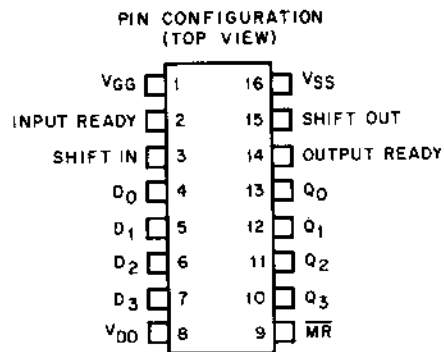 PIN CONFIGURATION
(TOP VIEW)
VGG 1 16 VSS
INPUT READY 2 15 SHIFT OUT
SHIFT IN 3 14 OUTPUT READY
D0 4 13 Q0
D1 5 12 Q1
D2 6 11 Q2
D3 7 10 Q3
VDD 8 9 M̅R̅